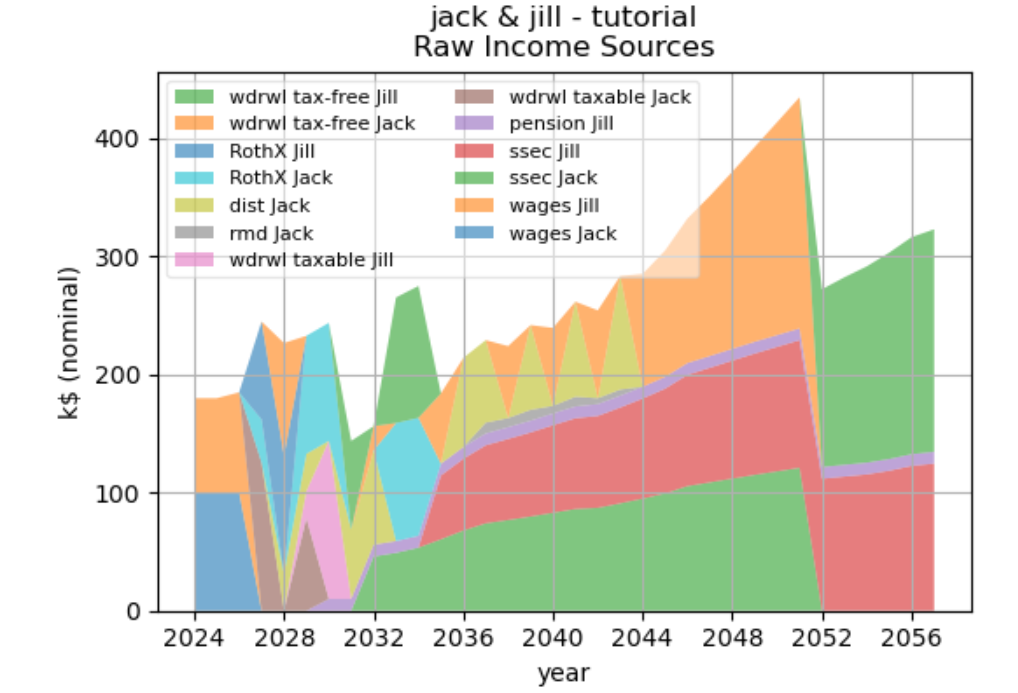 jack & jill - tutorial
Raw Income Sources
wdrwl tax-free Jill
wdrwl tax-free Jack
RothX Jill
RothX Jack
dist Jack
rmd Jack
wdrwl taxable Jill
wdrwl taxable Jack
pension Jill
ssec Jill
ssec Jack
wages Jill
wages Jack
k$ (nominal)
400
300
200
100
0
2024 2028 2032 2036 2040 2044 2048 2052 2056
year